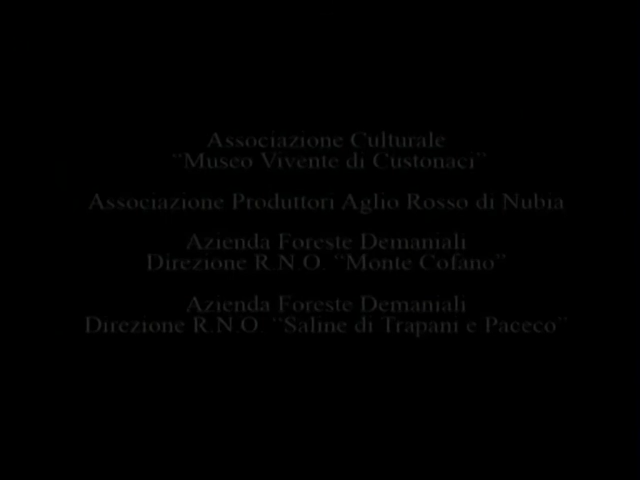 Associazione Culturale
“Museo Vivente di Custonaci”
Associazione Produttori Aglio Rosso di Nubia
Azienda Foreste Demaniali
Direzione R.N.O. “Monte Cofano”
Azienda Foreste Demaniali
Direzione R.N.O. “Saline di Trapani e Paceco”